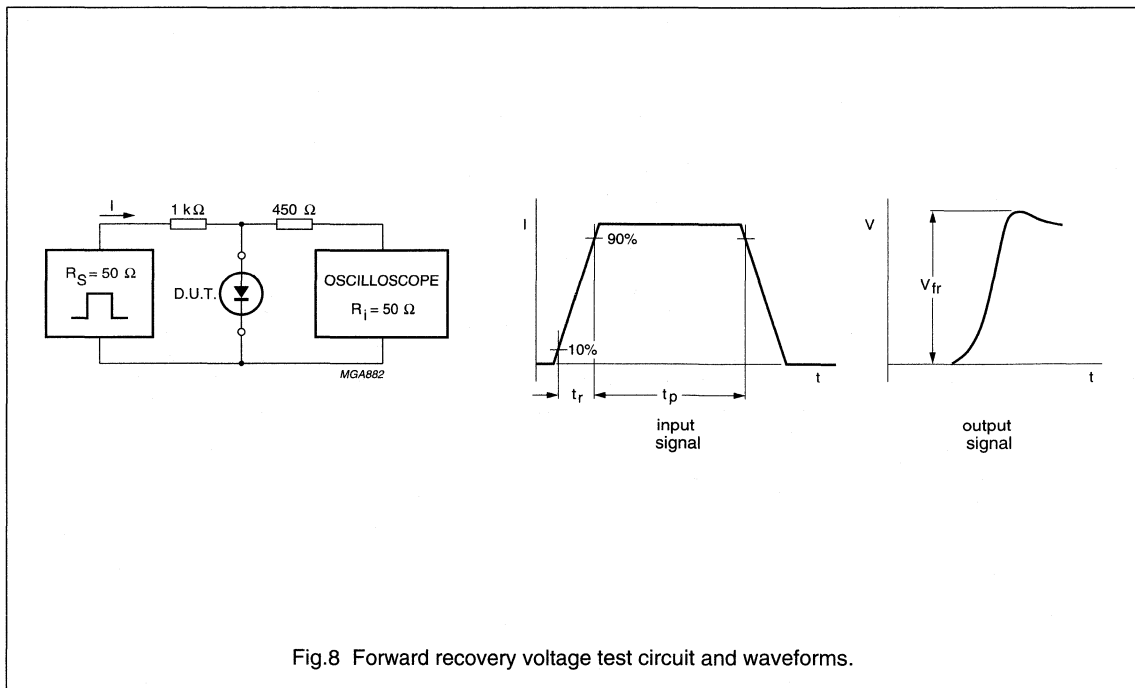 I
1 kΩ
450 Ω
R_S = 50 Ω
D.U.T.
OSCILLOSCOPE
R_i = 50 Ω
MGA882
I
90%
10%
t_r
t_p
t
input
signal
V
V_fr
t
output
signal
Fig.8 Forward recovery voltage test circuit and waveforms.